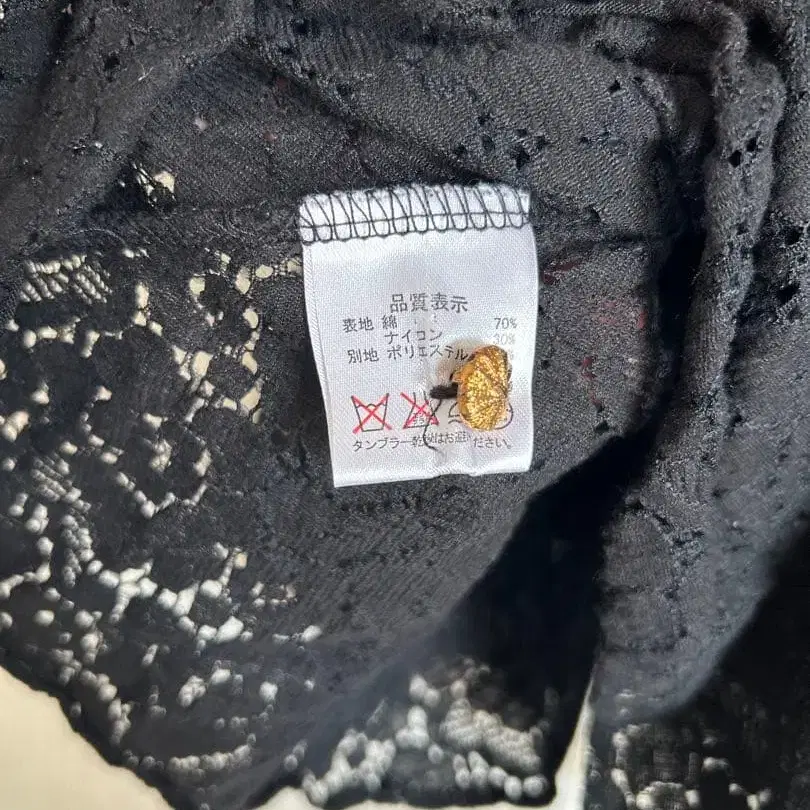 品質表示
表地 綿 70%
ナイロン 30%
別地 ポリエステル
タンブラー乾燥はお避ください。